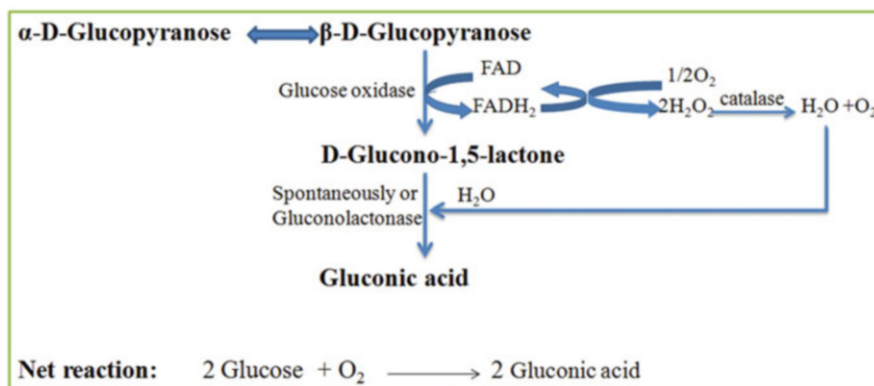 α-D-Glucopyranose β-D-Glucopyranose
Glucose oxidase FAD 1/2O₂
FADH₂ 2H₂O₂ catalase H₂O +O₂
D-Glucono-1,5-lactone
Spontaneously or H₂O
Gluconolactonase
Gluconic acid
Net reaction: 2 Glucose + O₂ 2 Gluconic acid